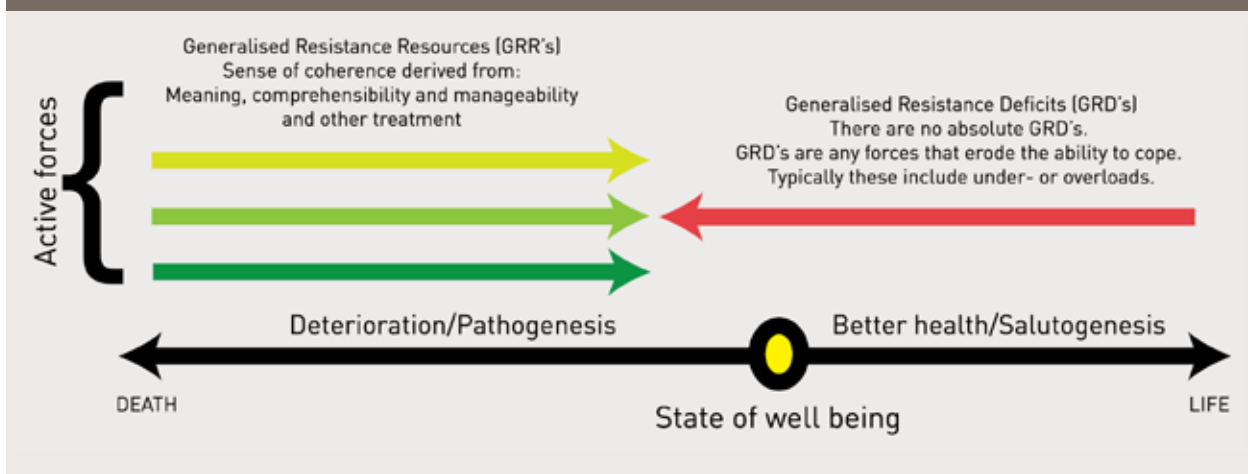 Generalised Resistance Resources (GRR's)
Sense of coherence derived from:
Meaning, comprehensibility and manageability
and other treatment
Active forces
Generalised Resistance Deficits (GRD's)
There are no absolute GRD's.
GRD's are any forces that erode the ability to cope.
Typically these include under- or overloads.
Deterioration/Pathogenesis
Better health/Salutogenesis
DEATH
LIFE
State of well being